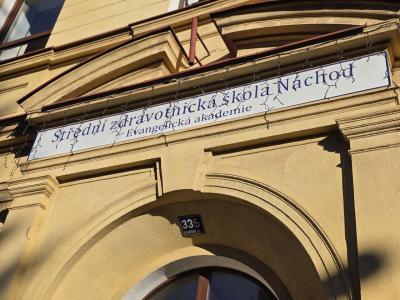 Střední zdravotnická škola Náchod
Evangelická akademie
335